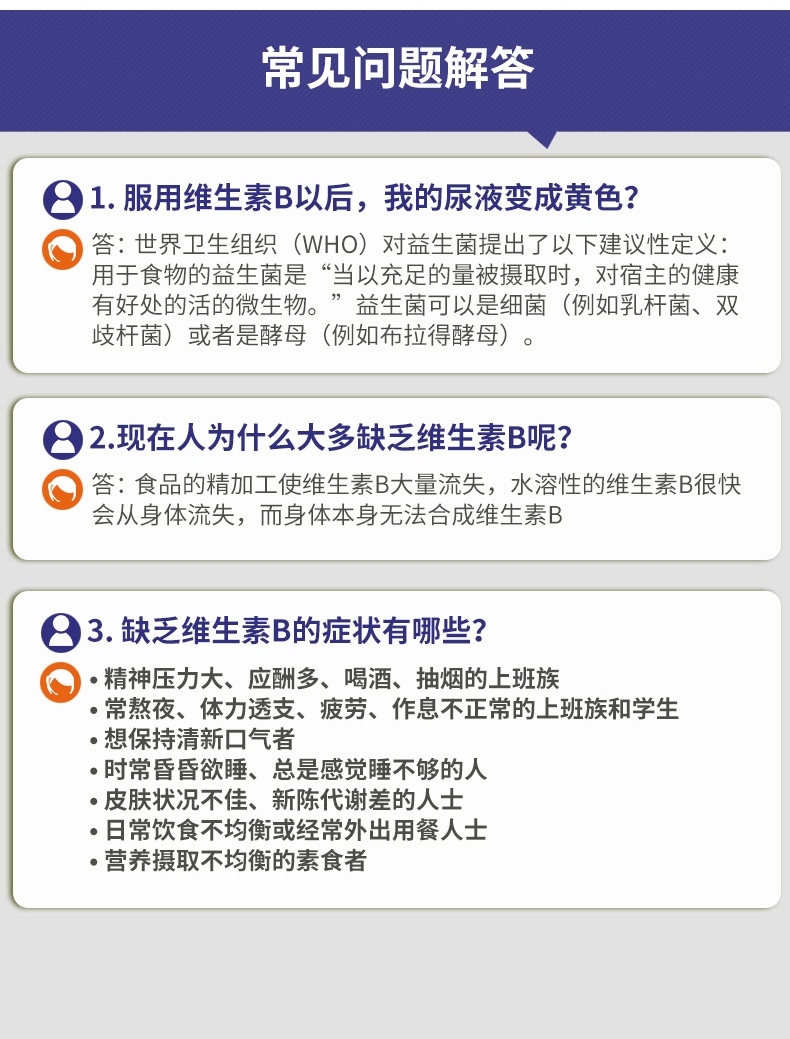 常见问题解答
1. 服用维生素B以后，我的尿液变成黄色？
答：世界卫生组织（WHO）对益生菌提出了以下建议性定义：
用于食物的益生菌是“当以充足的量被摄取时，对宿主的健康
有好处的活的微生物。”益生菌可以是细菌（例如乳杆菌、双
歧杆菌）或者是酵母（例如布拉得酵母）。
2.现在人为什么大多缺乏维生素B呢？
答：食品的精加工使维生素B大量流失，水溶性的维生素B很快
会从身体流失，而身体本身无法合成维生素B
3. 缺乏维生素B的症状有哪些？
• 精神压力大、应酬多、喝酒、抽烟的上班族
• 常熬夜、体力透支、疲劳、作息不正常的上班族和学生
• 想保持清新口气者
• 时常昏昏欲睡、总是感觉睡不够的人
• 皮肤状况不佳、新陈代谢差的人士
• 日常饮食不均衡或经常外出用餐人士
• 营养摄取不均衡的素食者